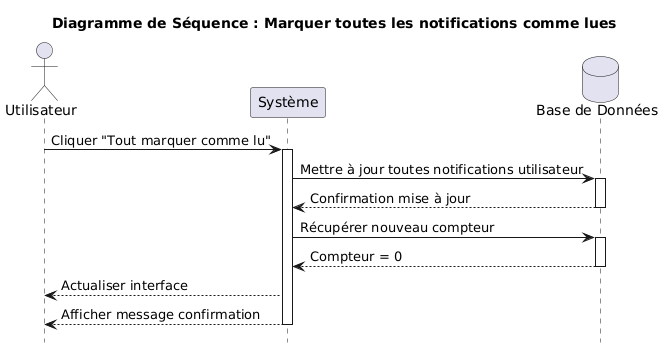 Diagramme de Séquence : Marquer toutes les notifications comme lues
Utilisateur
Système
Base de Données
Cliquer "Tout marquer comme lu"
Mettre à jour toutes notifications utilisateur
Confirmation mise à jour
Récupérer nouveau compteur
Compteur = 0
Actualiser interface
Afficher message confirmation